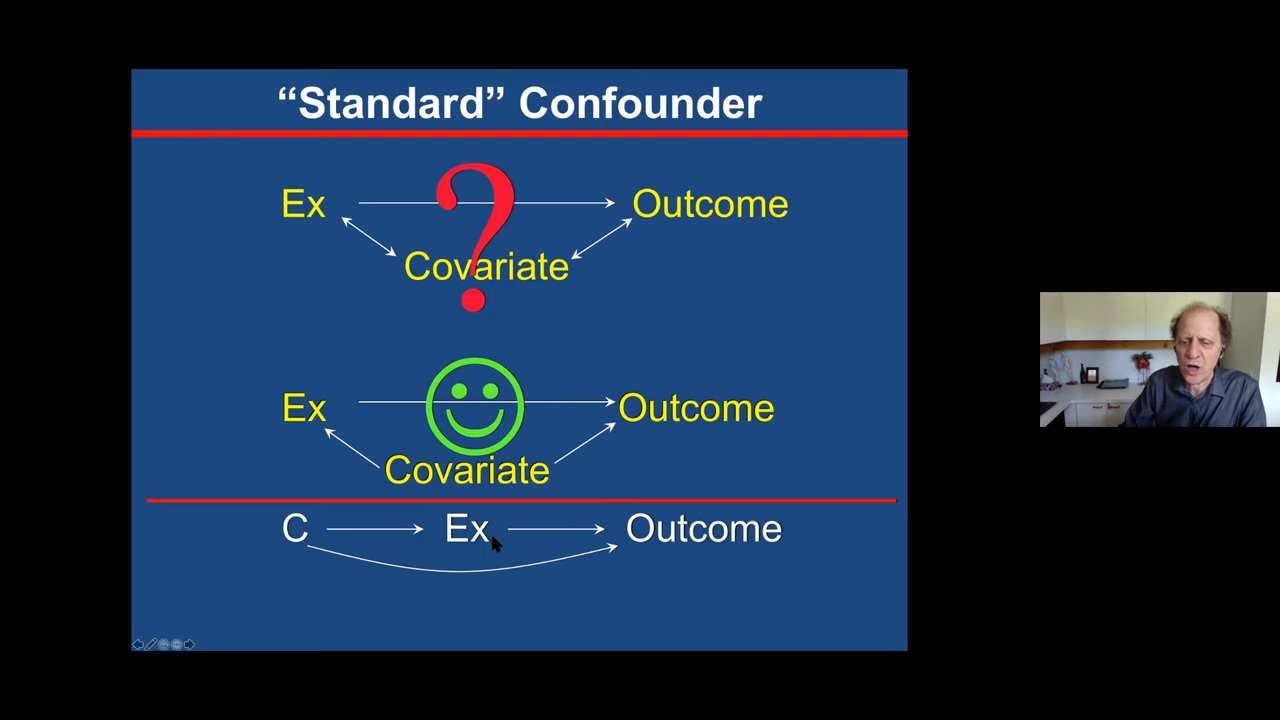 “Standard” Confounder
Ex Outcome
?
Covariate
Ex Outcome
Covariate
C Ex Outcome